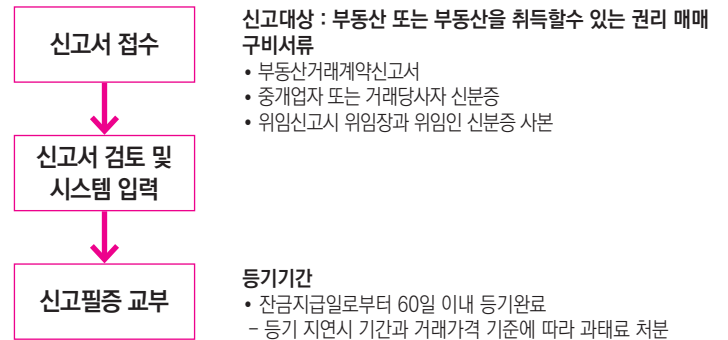 신고서 접수
신고대상 : 부동산 또는 부동산을 취득할수 있는 권리 매매
구비서류
• 부동산거래계약신고서
• 중개업자 또는 거래당사자 신분증
• 위임신고시 위임장과 위임인 신분증 사본
신고서 검토 및
시스템 입력
신고필증 교부
등기기간
• 잔금지급일로부터 60일 이내 등기완료
- 등기 지연시 기간과 거래가격 기준에 따라 과태료 처분